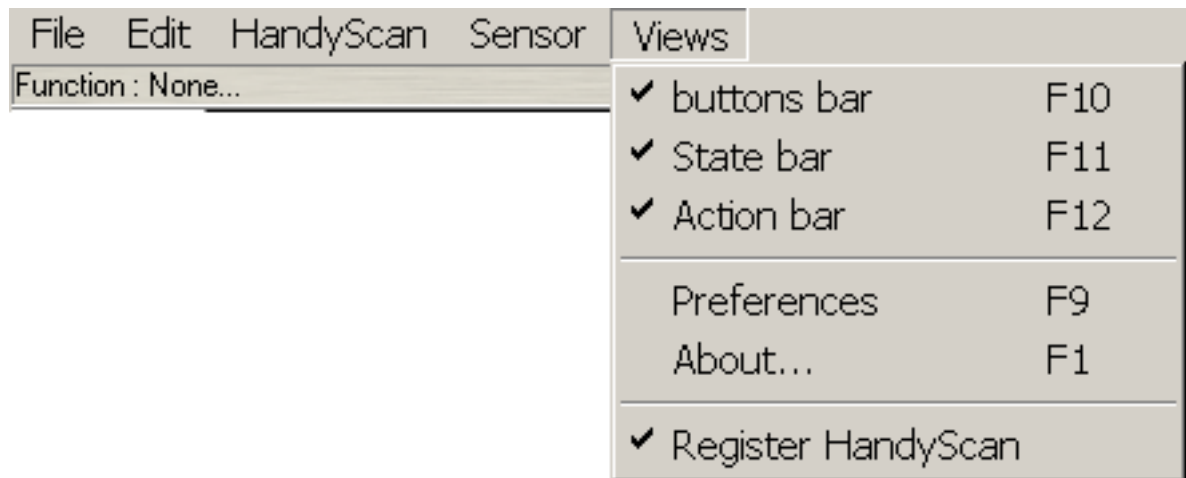 File Edit HandyScan Sensor Views
Function : None...
buttons bar F10
State bar F11
Action bar F12
Preferences F9
About... F1
Register HandyScan